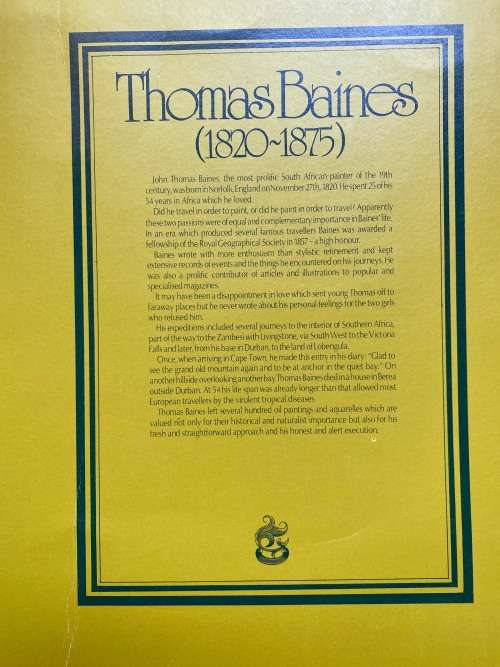 Thomas Baines
(1820~1875)
John Thomas Baines, the most prolific South African painter of the 19th
century, was born in Norfolk, England on November 27th, 1820. He spent 25 of his
54 years in Africa which he loved.
Did he travel in order to paint, or did he paint in order to travel? Apparently
these two passions were of equal and complementary importance in Baines' life.
In an era which produced several famous travellers Baines was awarded a
fellowship of the Royal Geographical Society in 1857 – a high honour.
Baines wrote with more enthusiasm than stylistic refinement and kept
extensive records of events and the things he encountered on his journeys. He
was also a prolific contributor of articles and illustrations to popular and
specialised magazines.
It may have been a disappointment in love which sent young Thomas off to
faraway places but he never wrote about his personal feelings for the two girls
who refused him.
His expeditions included several journeys to the interior of Southern Africa,
part of the way to the Zambesi with Livingstone, via South West to the Victoria
Falls and later, from his base in Durban, to the land of Lobengula.
Once, when arriving in Cape Town, he made this entry in his diary: "Glad to
see the grand old mountain again and to be at anchor in the quiet bay." On
another hillside overlooking another bay Thomas Baines died in a house in Berea
outside Durban. At 54 his life span was already longer than that allowed most
European travellers by the virulent tropical diseases.
Thomas Baines left several hundred oil paintings and aquarelles which are
valued not only for their historical and naturalist importance but also for his
fresh and straightforward approach and his honest and alert execution.